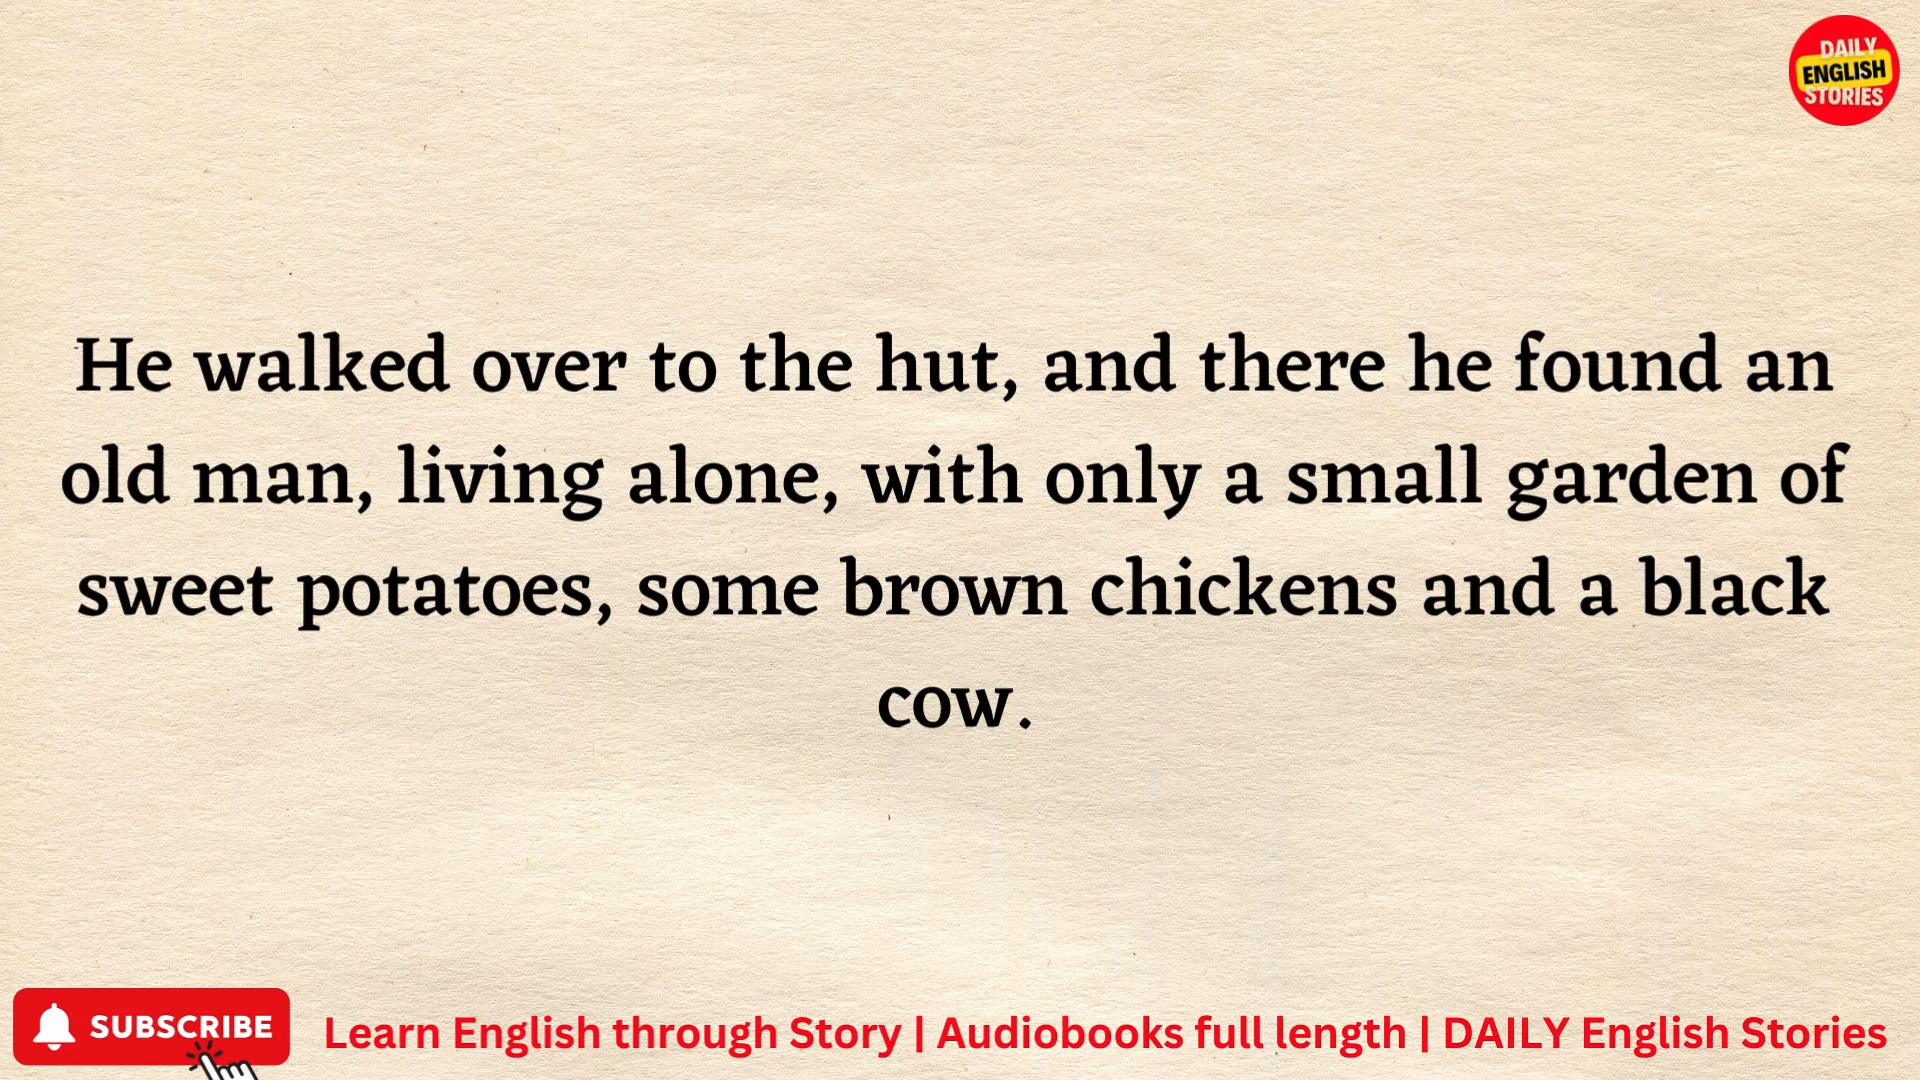 DAILY
ENGLISH
STORIES
He walked over to the hut, and there he found an
old man, living alone, with only a small garden of
sweet potatoes, some brown chickens and a black
cow.
SUBSCRIBE
Learn English through Story | Audiobooks full length | DAILY English Stories